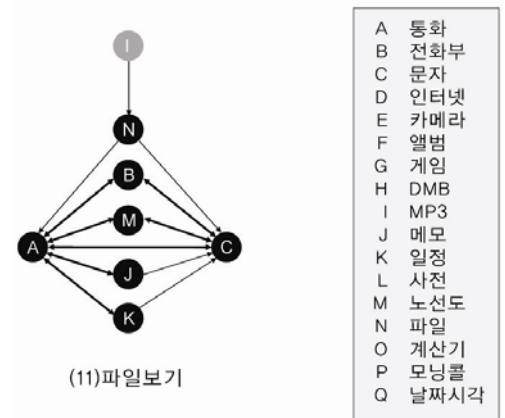 I
N
B
M
A
C
J
K
(11)파일보기
A 통화
B 전화부
C 문자
D 인터넷
E 카메라
F 앨범
G 게임
H DMB
I MP3
J 메모
K 일정
L 사전
M 노선도
N 파일
O 계산기
P 모닝콜
Q 날짜시각